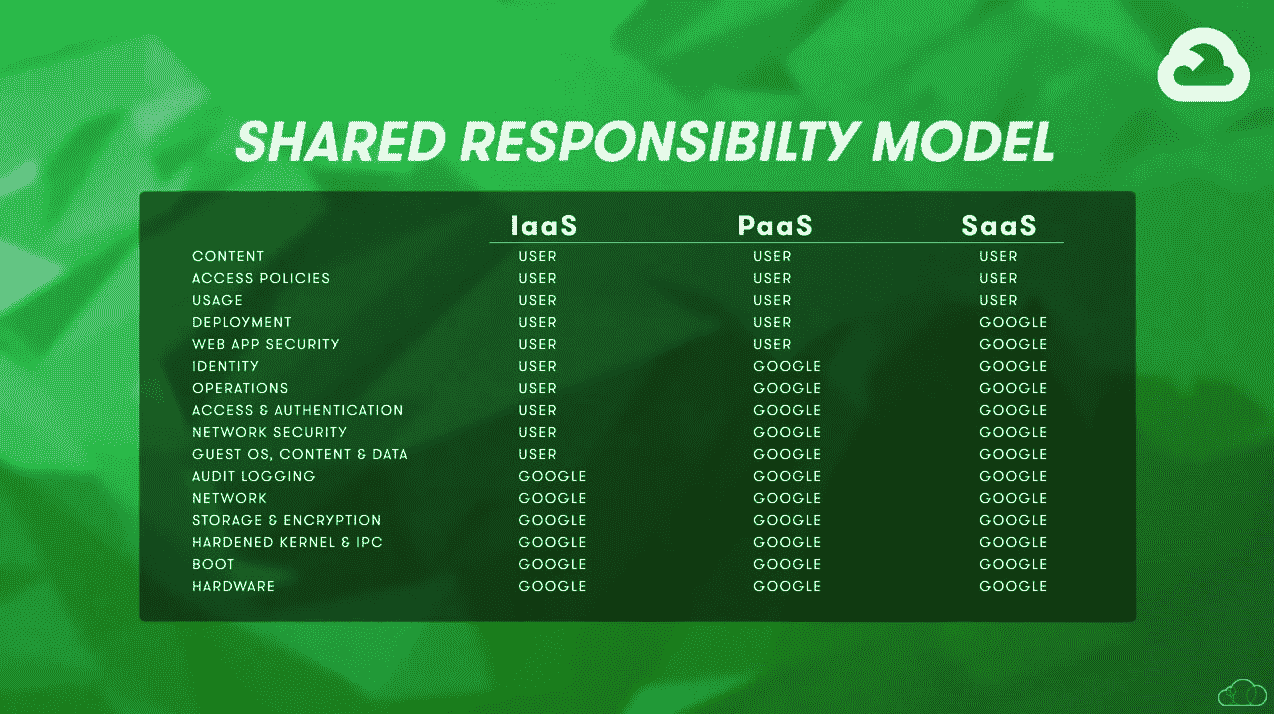 SHARED RESPONSIBILTY MODEL
IaaS PaaS SaaS
CONTENT USER USER USER
ACCESS POLICIES USER USER USER
USAGE USER USER USER
DEPLOYMENT USER USER GOOGLE
WEB APP SECURITY USER USER GOOGLE
IDENTITY USER GOOGLE GOOGLE
OPERATIONS USER GOOGLE GOOGLE
ACCESS & AUTHENTICATION USER GOOGLE GOOGLE
NETWORK SECURITY USER GOOGLE GOOGLE
GUEST OS, CONTENT & DATA USER GOOGLE GOOGLE
AUDIT LOGGING GOOGLE GOOGLE GOOGLE
NETWORK GOOGLE GOOGLE GOOGLE
STORAGE & ENCRYPTION GOOGLE GOOGLE GOOGLE
HARDENED KERNEL & IPC GOOGLE GOOGLE GOOGLE
BOOT GOOGLE GOOGLE GOOGLE
HARDWARE GOOGLE GOOGLE GOOGLE